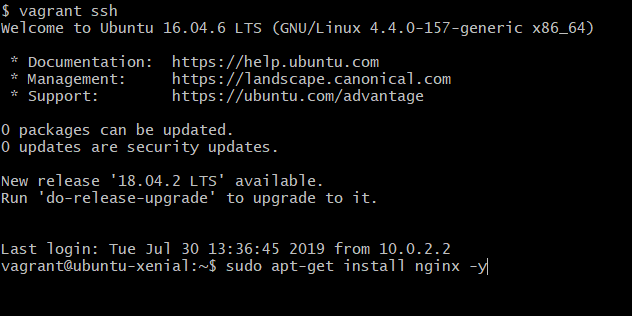 $ vagrant ssh
Welcome to Ubuntu 16.04.6 LTS (GNU/Linux 4.4.0-157-generic x86_64)
* Documentation:  https://help.ubuntu.com
* Management:     https://landscape.canonical.com
* Support:        https://ubuntu.com/advantage
0 packages can be updated.
0 updates are security updates.
New release '18.04.2 LTS' available.
Run 'do-release-upgrade' to upgrade to it.
Last login: Tue Jul 30 13:36:45 2019 from 10.0.2.2
vagrant@ubuntu-xenial:~$ sudo apt-get install nginx -y